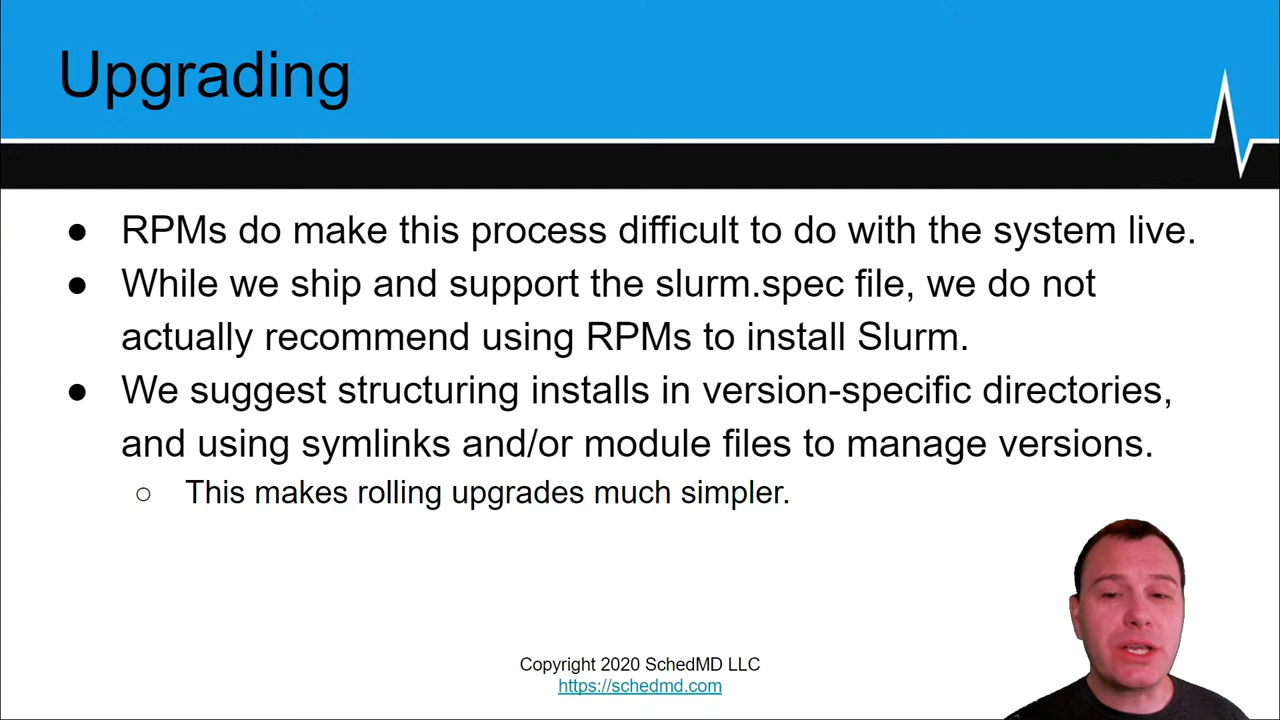 Upgrading
● RPMs do make this process difficult to do with the system live.
● While we ship and support the slurm.spec file, we do not
actually recommend using RPMs to install Slurm.
● We suggest structuring installs in version-specific directories,
and using symlinks and/or module files to manage versions.
○ This makes rolling upgrades much simpler.
Copyright 2020 SchedMD LLC
https://schedmd.com